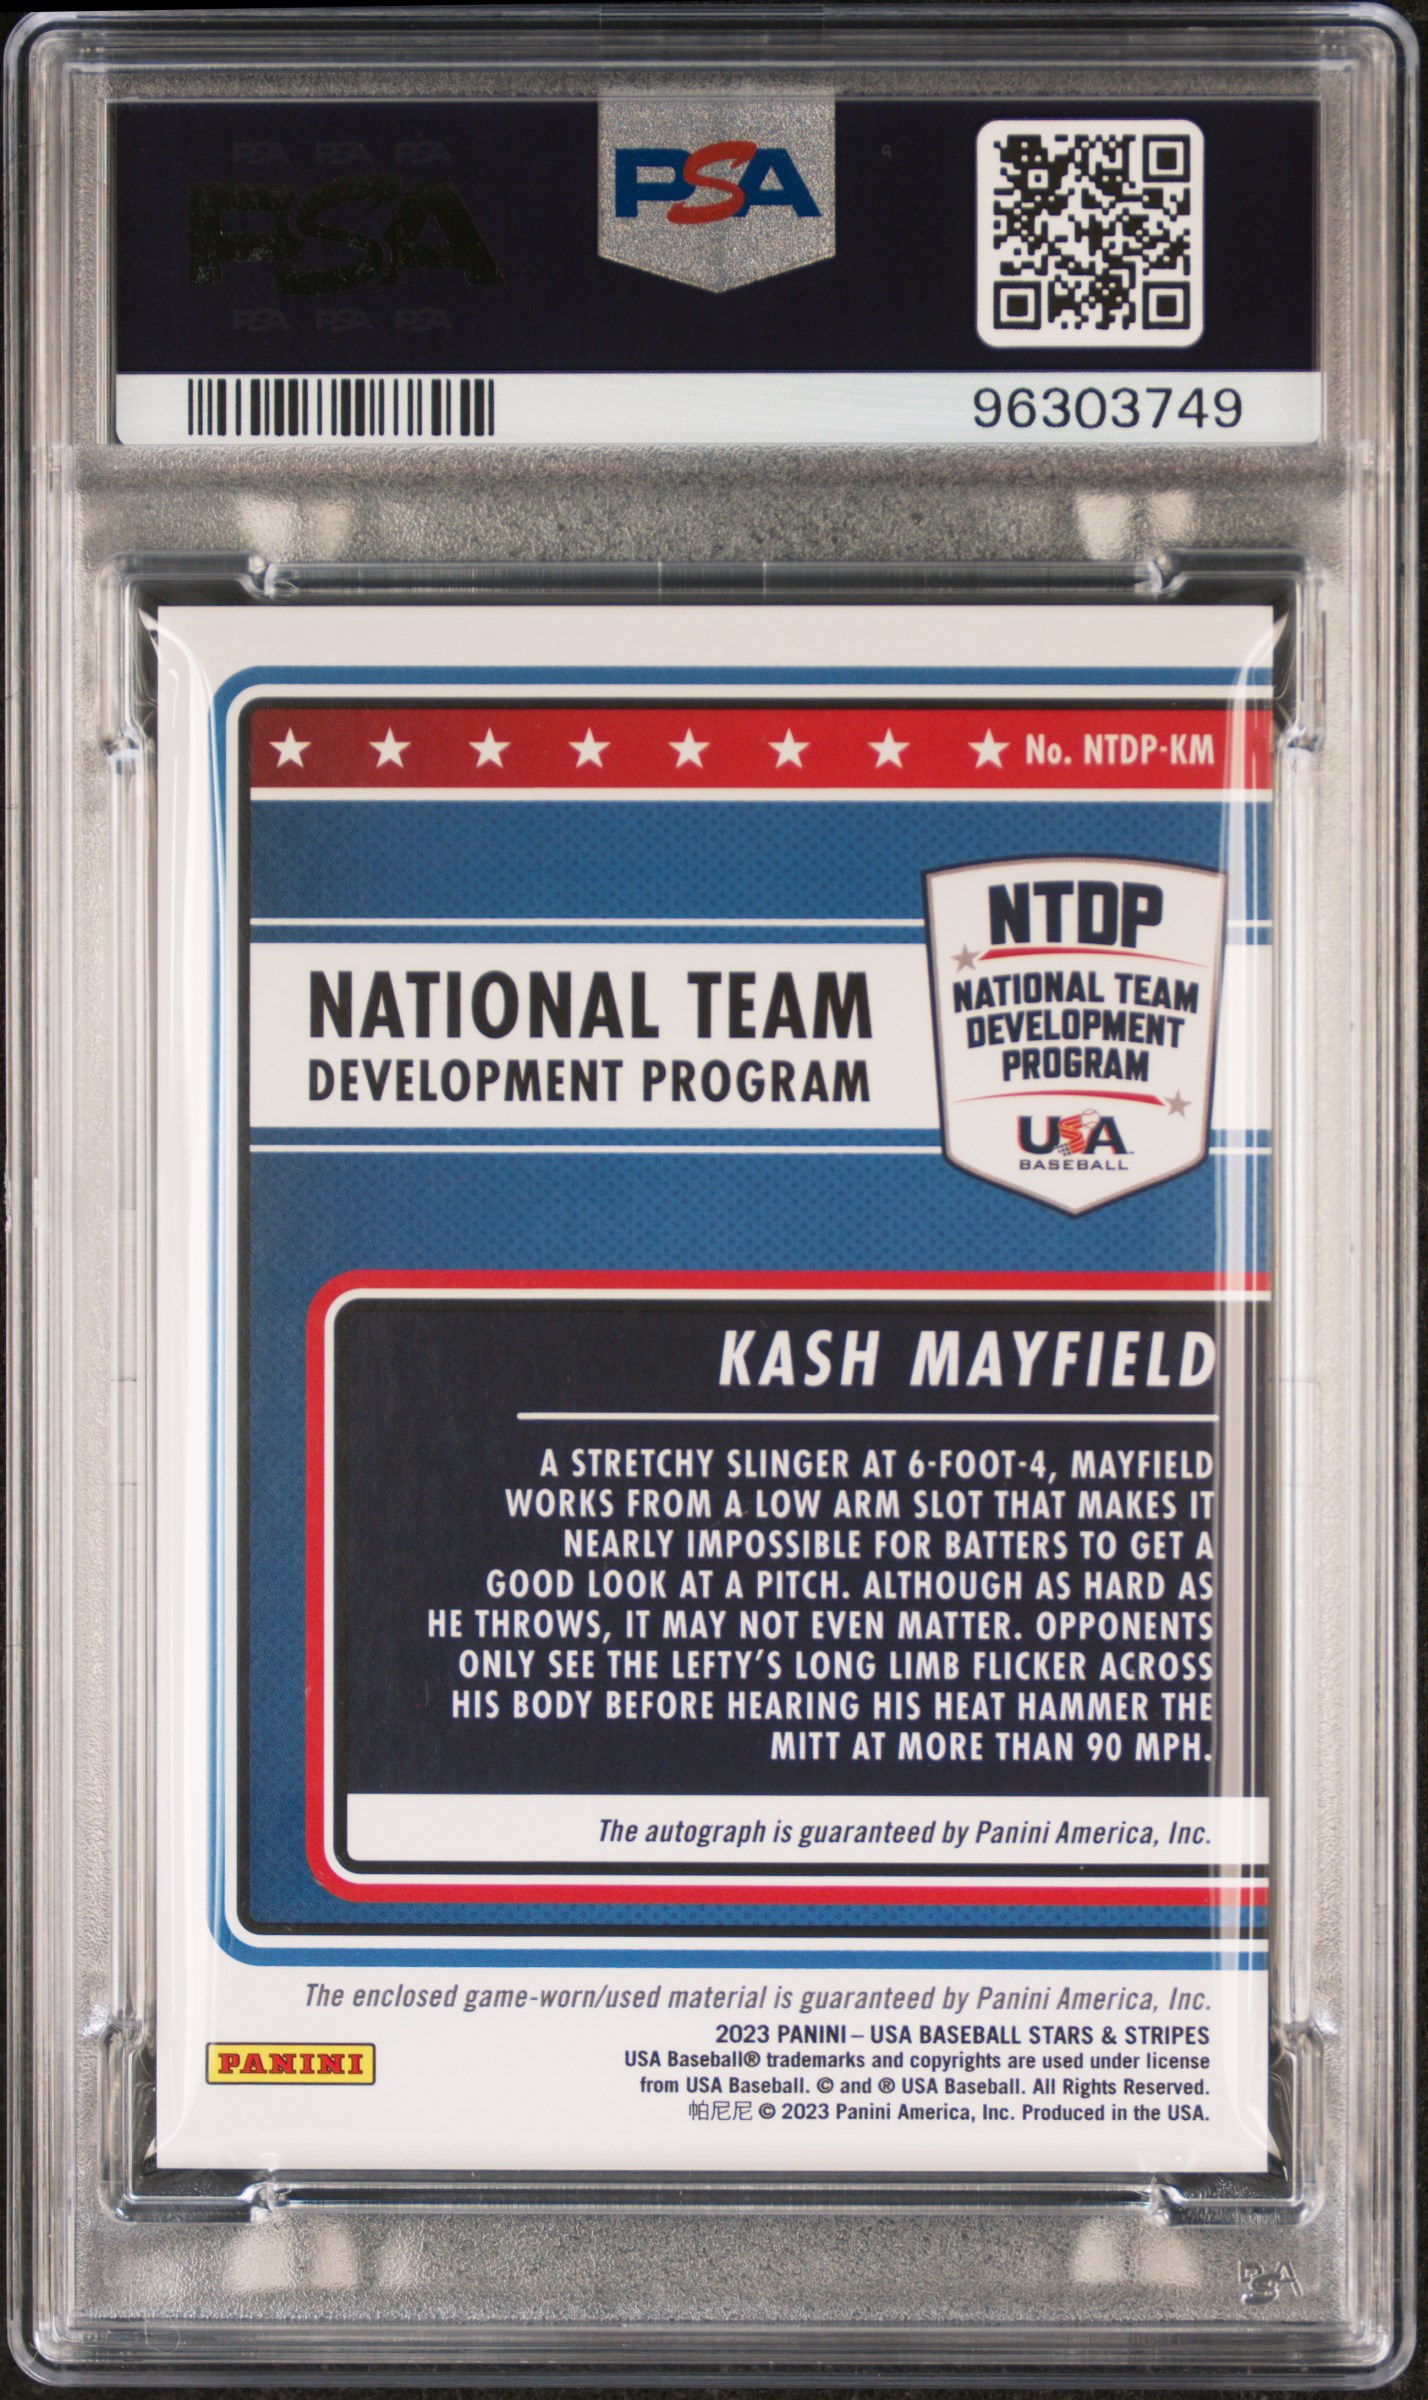 PSA PSA PSA
PSA
PSA PSA PSA
PSA
96303749
No. NTDP-KM
NATIONAL TEAM
DEVELOPMENT PROGRAM
NTDP
NATIONAL TEAM
DEVELOPMENT
PROGRAM
USA
BASEBALL
KASH MAYFIELD
A STRETCHY SLINGER AT 6-FOOT-4, MAYFIELD
WORKS FROM A LOW ARM SLOT THAT MAKES IT
NEARLY IMPOSSIBLE FOR BATTERS TO GET A
GOOD LOOK AT A PITCH. ALTHOUGH AS HARD AS
HE THROWS, IT MAY NOT EVEN MATTER. OPPONENTS
ONLY SEE THE LEFTY'S LONG LIMB FLICKER ACROSS
HIS BODY BEFORE HEARING HIS HEAT HAMMER THE
MITT AT MORE THAN 90 MPH.
The autograph is guaranteed by Panini America, Inc.
The enclosed game-worn/used material is guaranteed by Panini America, Inc.
2023 PANINI – USA BASEBALL STARS & STRIPES
USA Baseball® trademarks and copyrights are used under license
from USA Baseball. © and ® USA Baseball. All Rights Reserved.
帕尼尼 © 2023 Panini America, Inc. Produced in the USA.
PANINI
PSA